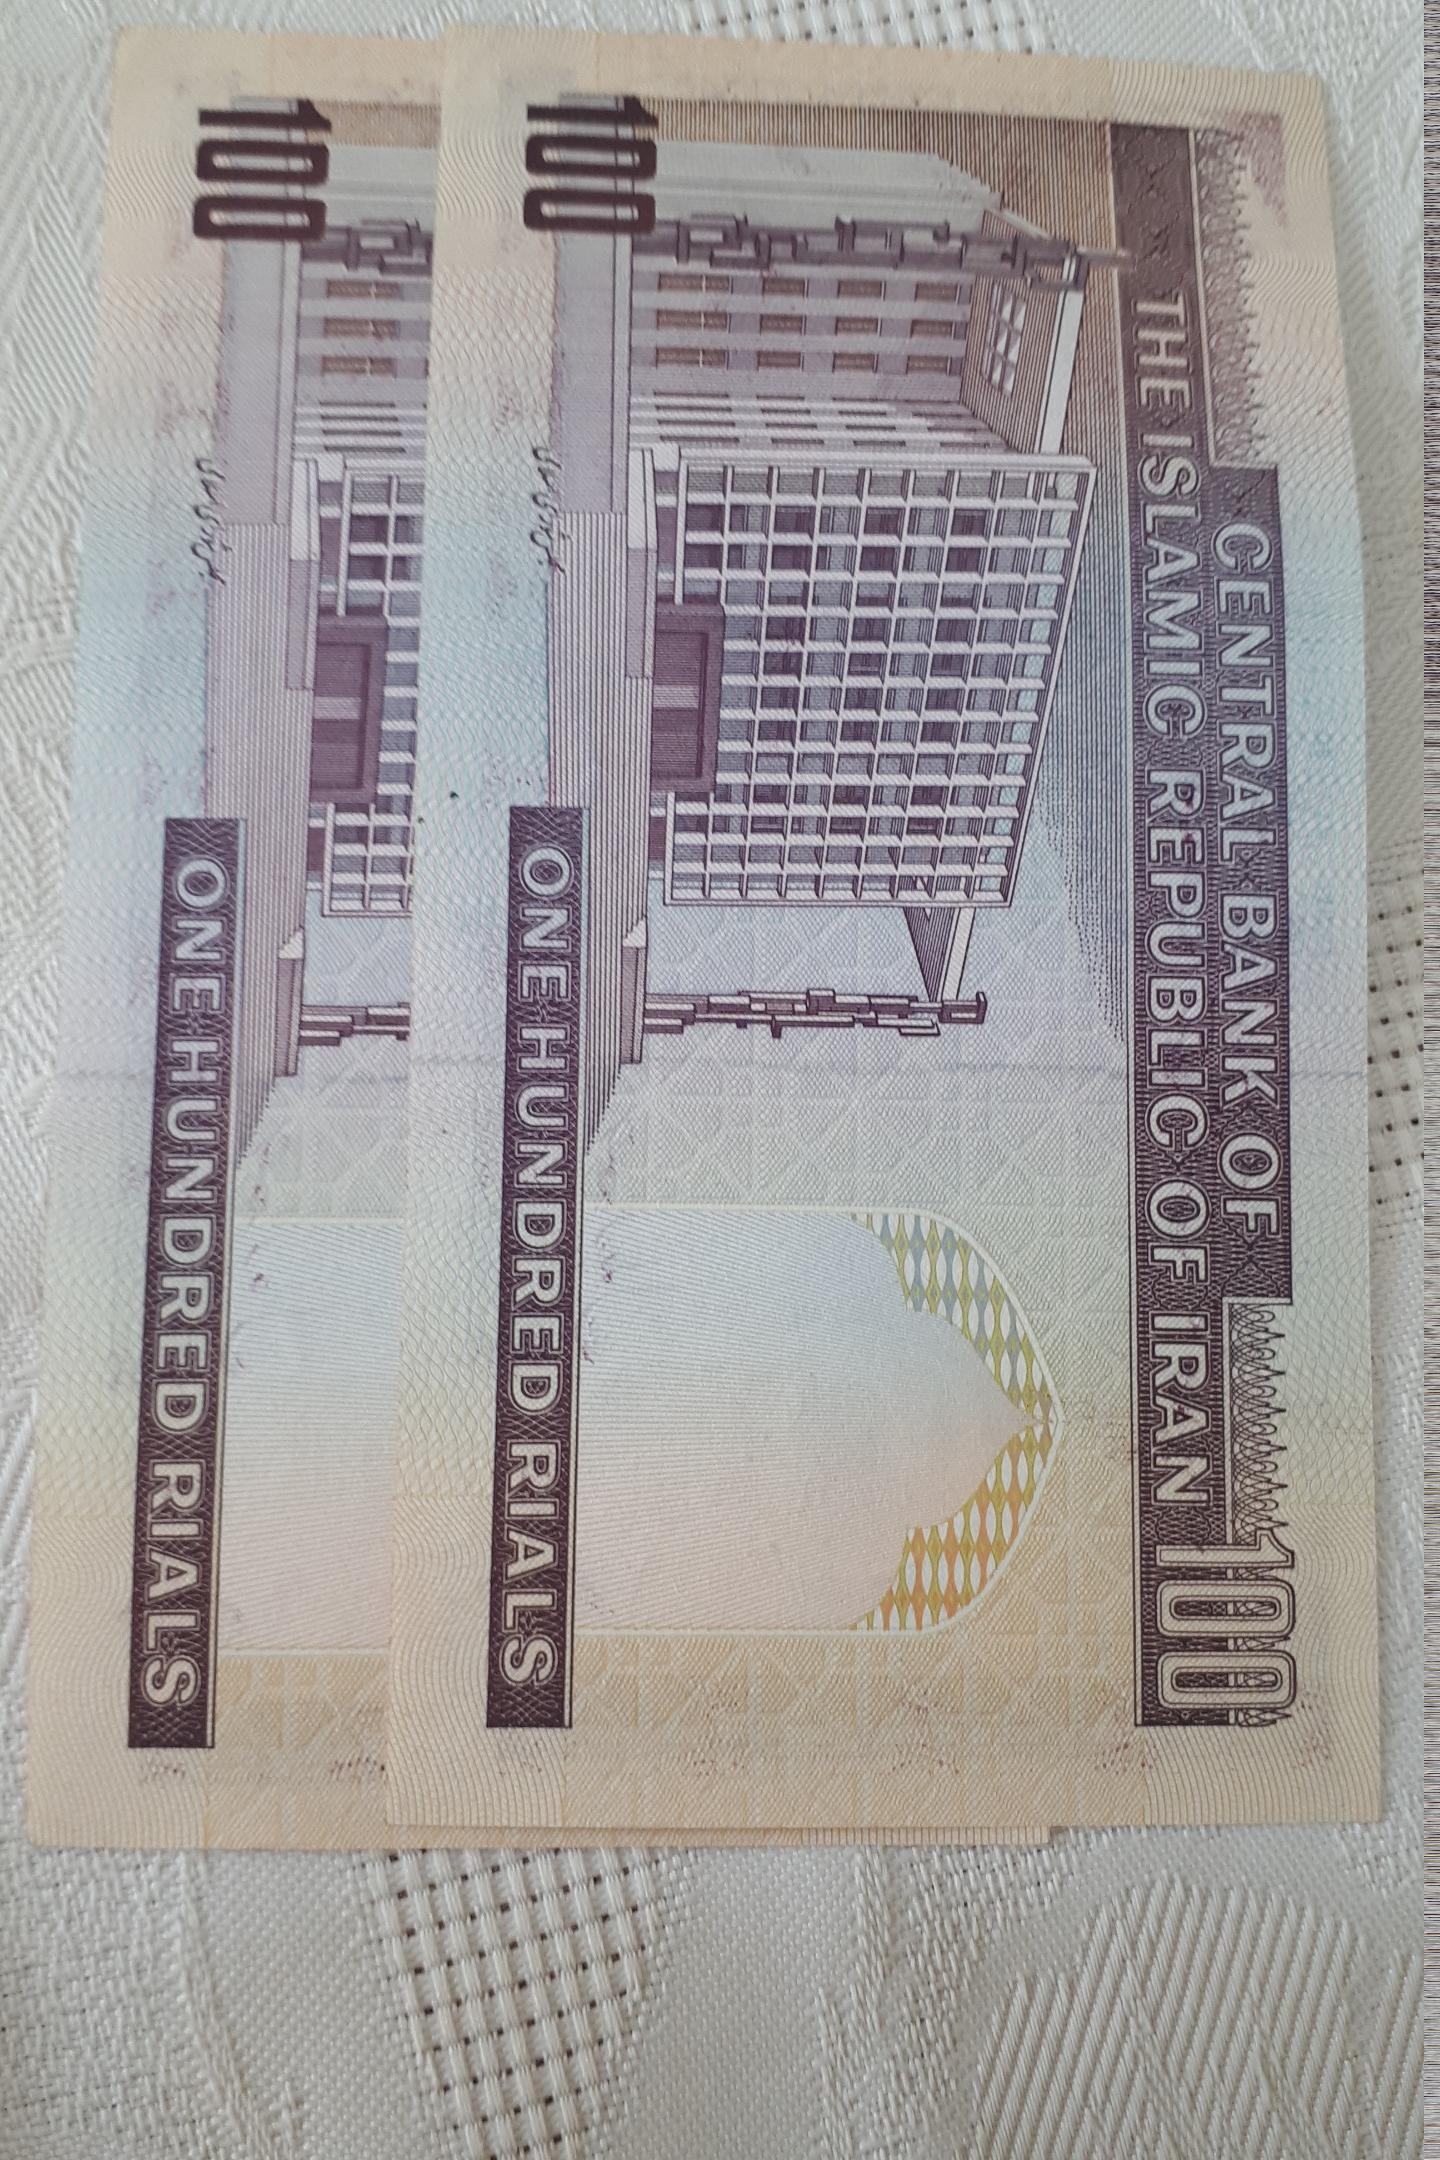 CENTRAL BANK OF
THE ISLAMIC REPUBLIC OF IRAN 100
100
ONE HUNDRED RIALS
100
ONE HUNDRED RIALS